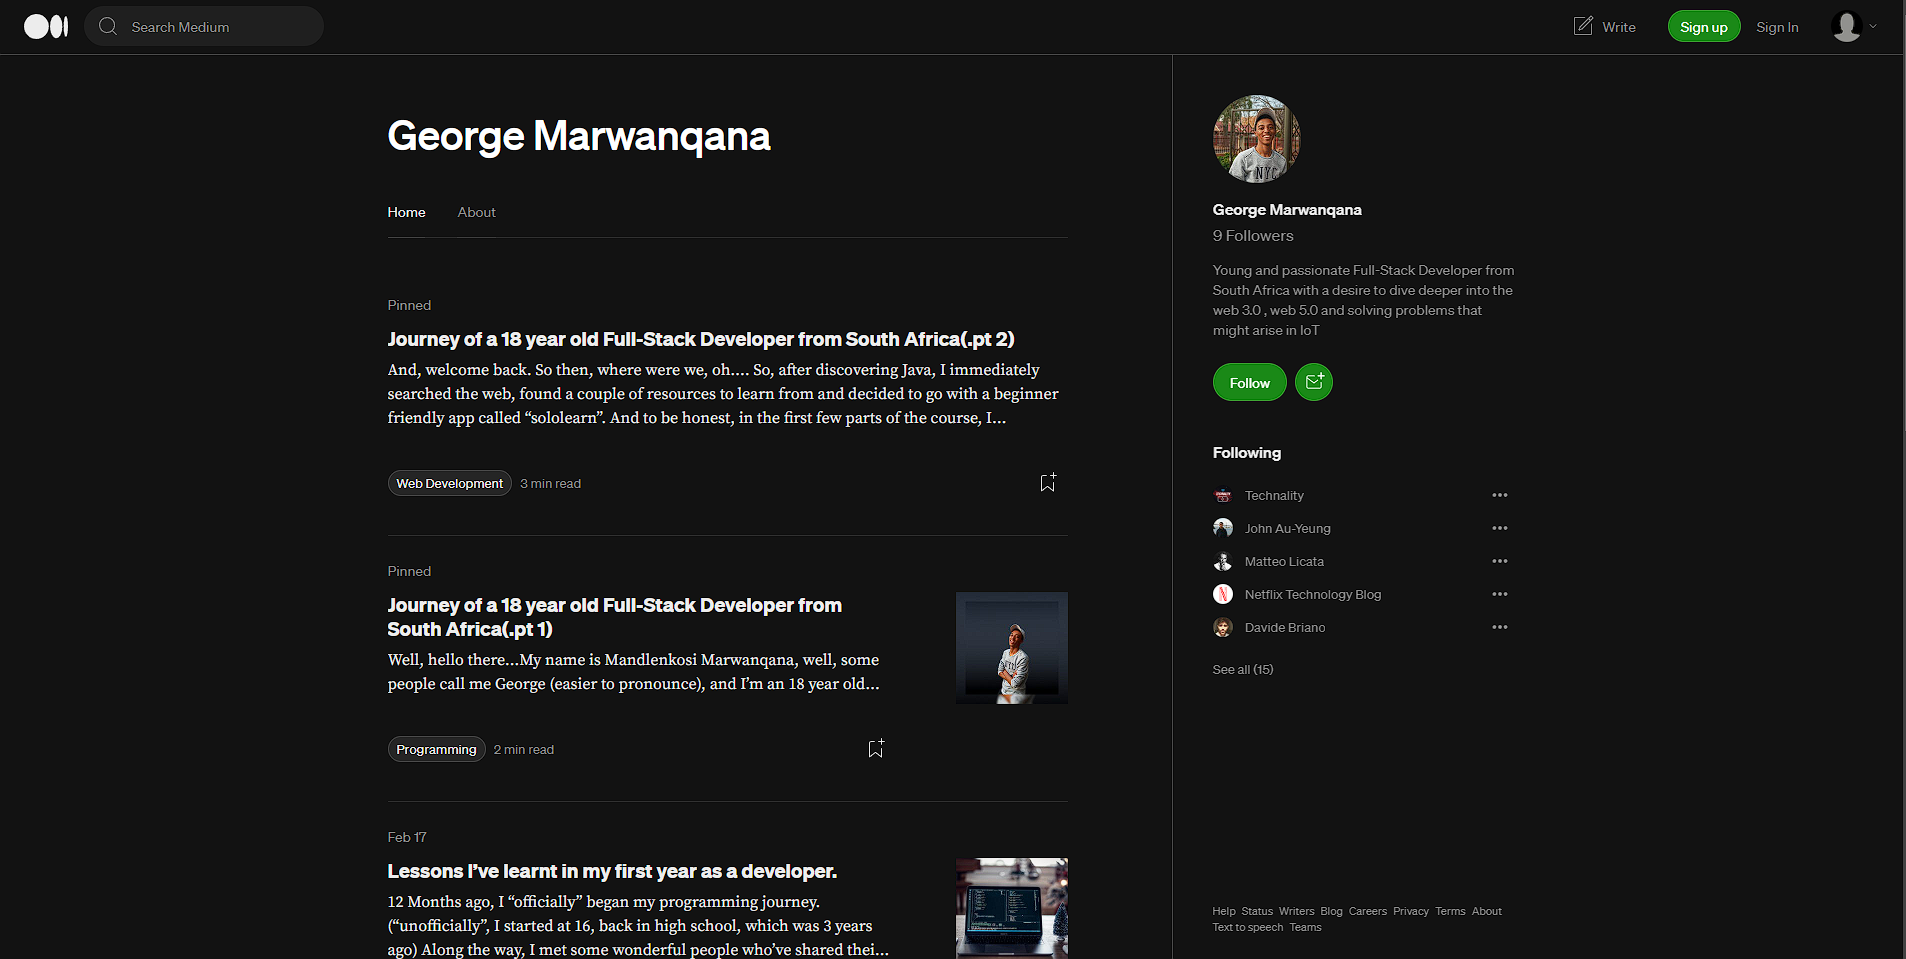 Search Medium
Write
Sign up
Sign In
George Marwanqana
Home
About
Pinned
Journey of a 18 year old Full-Stack Developer from South Africa(.pt 2)
And, welcome back. So then, where were we, oh…. So, after discovering Java, I immediately
searched the web, found a couple of resources to learn from and decided to go with a beginner
friendly app called “sololearn”. And to be honest, in the first few parts of the course, I…
Web Development
3 min read
Pinned
Journey of a 18 year old Full-Stack Developer from
South Africa(.pt 1)
Well, hello there…My name is Mandlenkosi Marwanqana, well, some
people call me George (easier to pronounce), and I’m an 18 year old…
Programming
2 min read
Feb 17
Lessons I’ve learnt in my first year as a developer.
12 Months ago, I “officially” began my programming journey.
(“unofficially”, I started at 16, back in high school, which was 3 years
ago) Along the way, I met some wonderful people who’ve shared thei…
NYC
George Marwanqana
9 Followers
Young and passionate Full-Stack Developer from
South Africa with a desire to dive deeper into the
web 3.0 , web 5.0 and solving problems that
might arise in IoT
Follow
Following
Technality
John Au-Yeung
Matteo Licata
N
Netflix Technology Blog
Davide Briano
See all (15)
Help Status Writers Blog Careers Privacy Terms About
Text to speech Teams